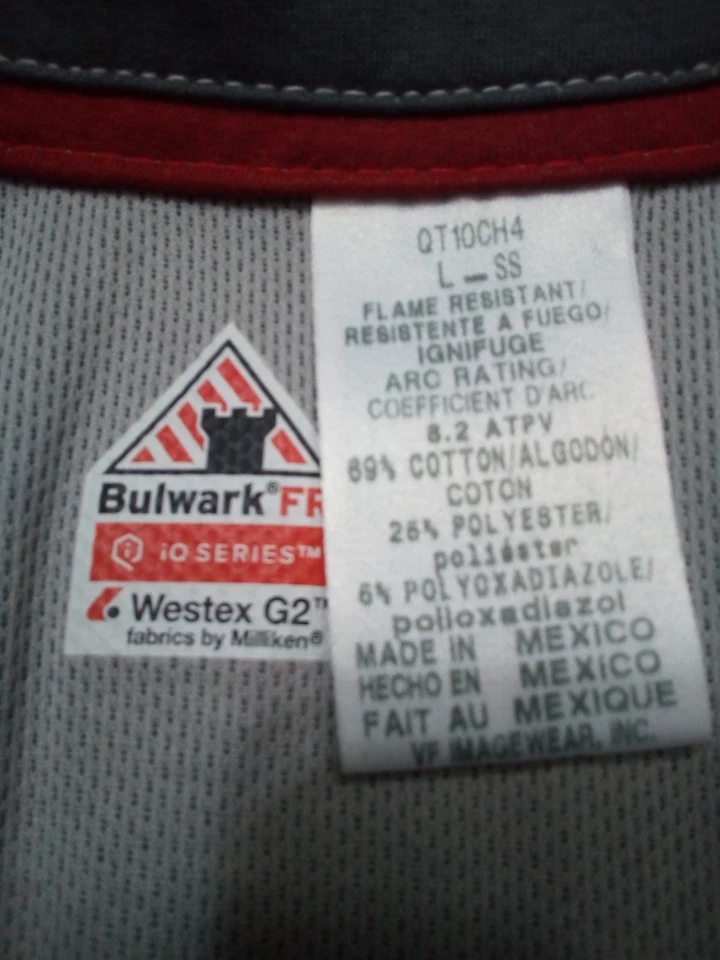 Bulwark® FR
iQ SERIES™
Westex G2™
fabrics by Milliken®
QT10CH4
L - SS
FLAME RESISTANT/
RESISTENTE A FUEGO/
IGNIFUGE
ARC RATING/
COEFFICIENT D'ARC
8.2 ATPV
69% COTTON/ALGODÓN/
COTON
25% POLYESTER/
poliéster
6% POLYOXADIAZOLE/
polioxadiazol
MADE IN MEXICO
HECHO EN MEXICO
FAIT AU MEXIQUE
VF IMAGEWEAR, INC.